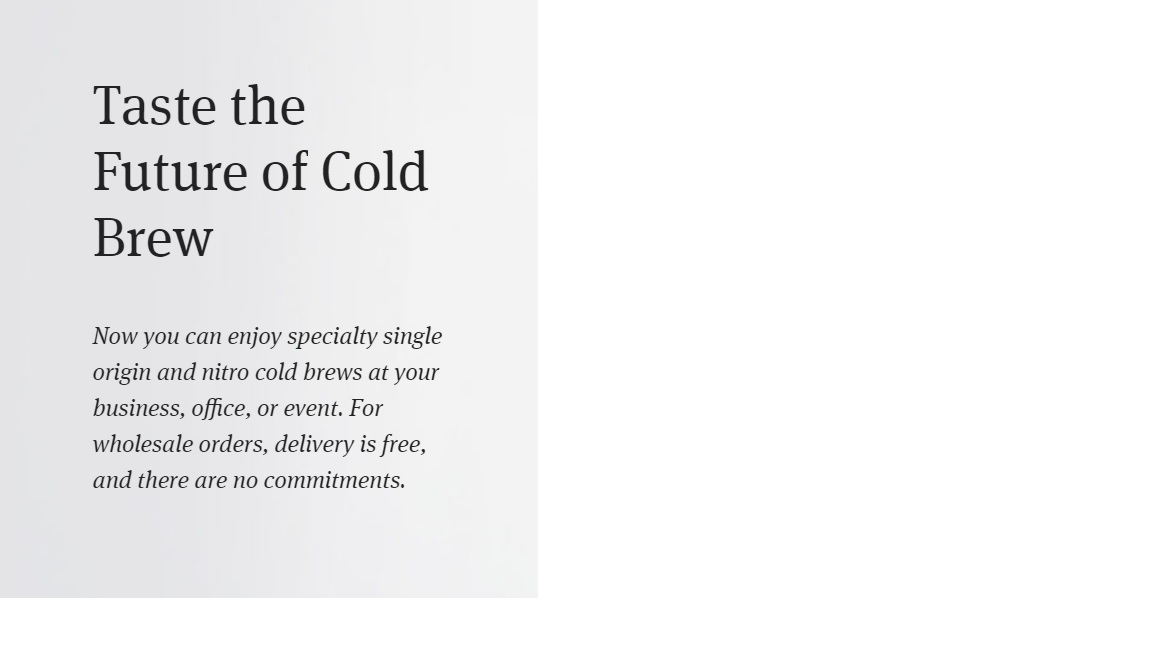 Taste the
Future of Cold
Brew
Now you can enjoy specialty single
origin and nitro cold brews at your
business, office, or event. For
wholesale orders, delivery is free,
and there are no commitments.